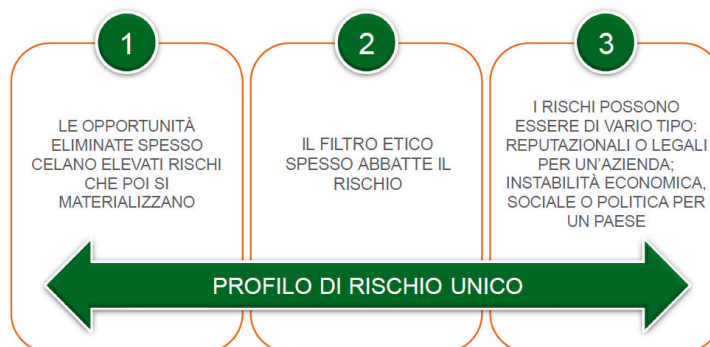 1
LE OPPORTUNITÀ
ELIMINATE SPESSO
CELANO ELEVATI RISCHI
CHE POI SI
MATERIALIZZANO
2
IL FILTRO ETICO
SPESSO ABBATTE IL
RISCHIO
3
I RISCHI POSSONO
ESSERE DI VARIO TIPO:
REPUTAZIONALI O LEGALI
PER UN'AZIENDA;
INSTABILITÀ ECONOMICA,
SOCIALE O POLITICA PER
UN PAESE
PROFILO DI RISCHIO UNICO